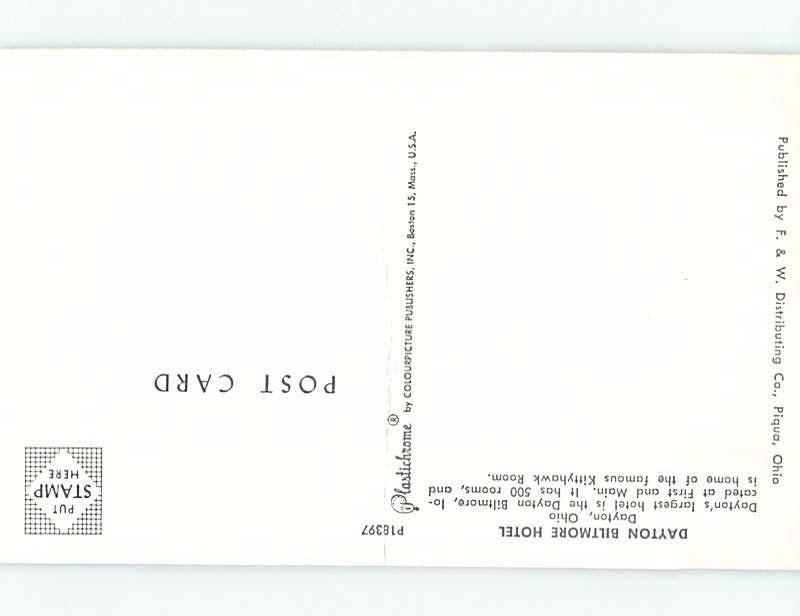 DAYTON BILTMORE HOTEL
Dayton, Ohio
Dayton's largest hotel is the Dayton Biltmore, lo-
cated at First and Main. It has 500 rooms, and
is home of the famous Kittyhawk Room.
P18397
PUT
STAMP
HERE
POST CARD
Plastichrome ® by COLOURPICTURE PUBLISHERS, INC., Boston 15, Mass., U.S.A.
Published by F. & W. Distributing Co., Piqua, Ohio